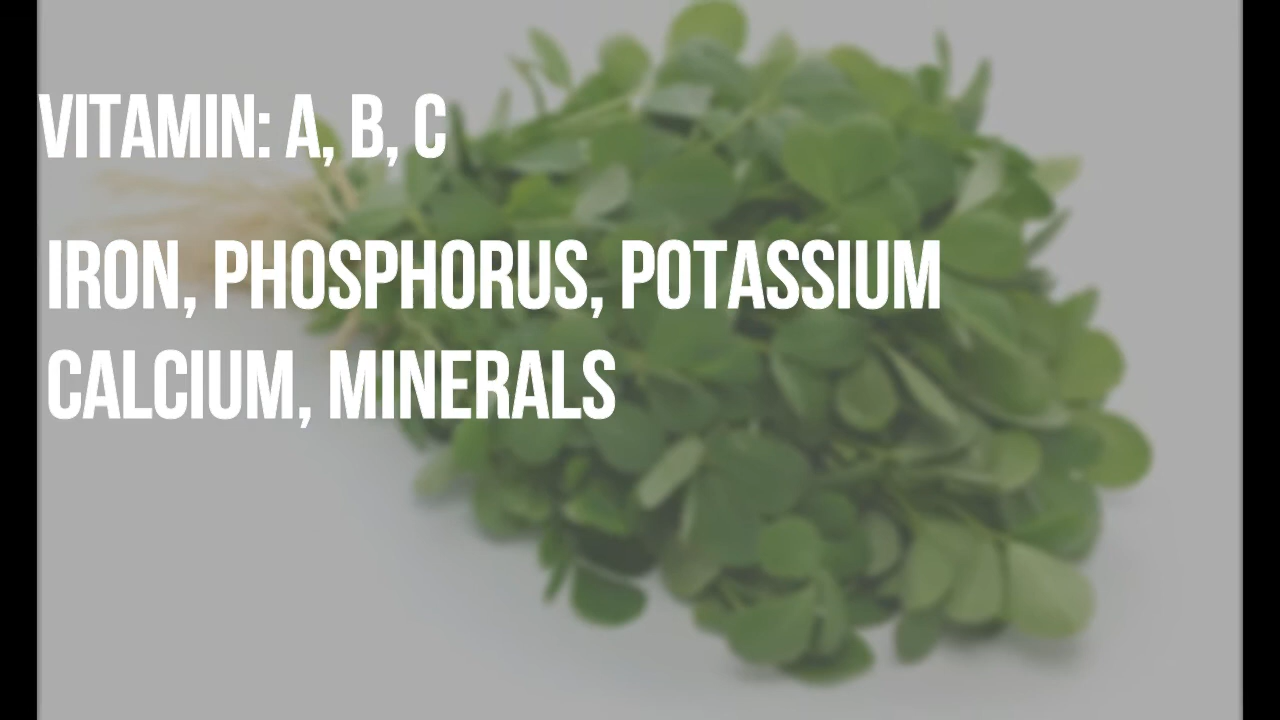 VITAMIN: A, B, C
IRON, PHOSPHORUS, POTASSIUM
CALCIUM, MINERALS